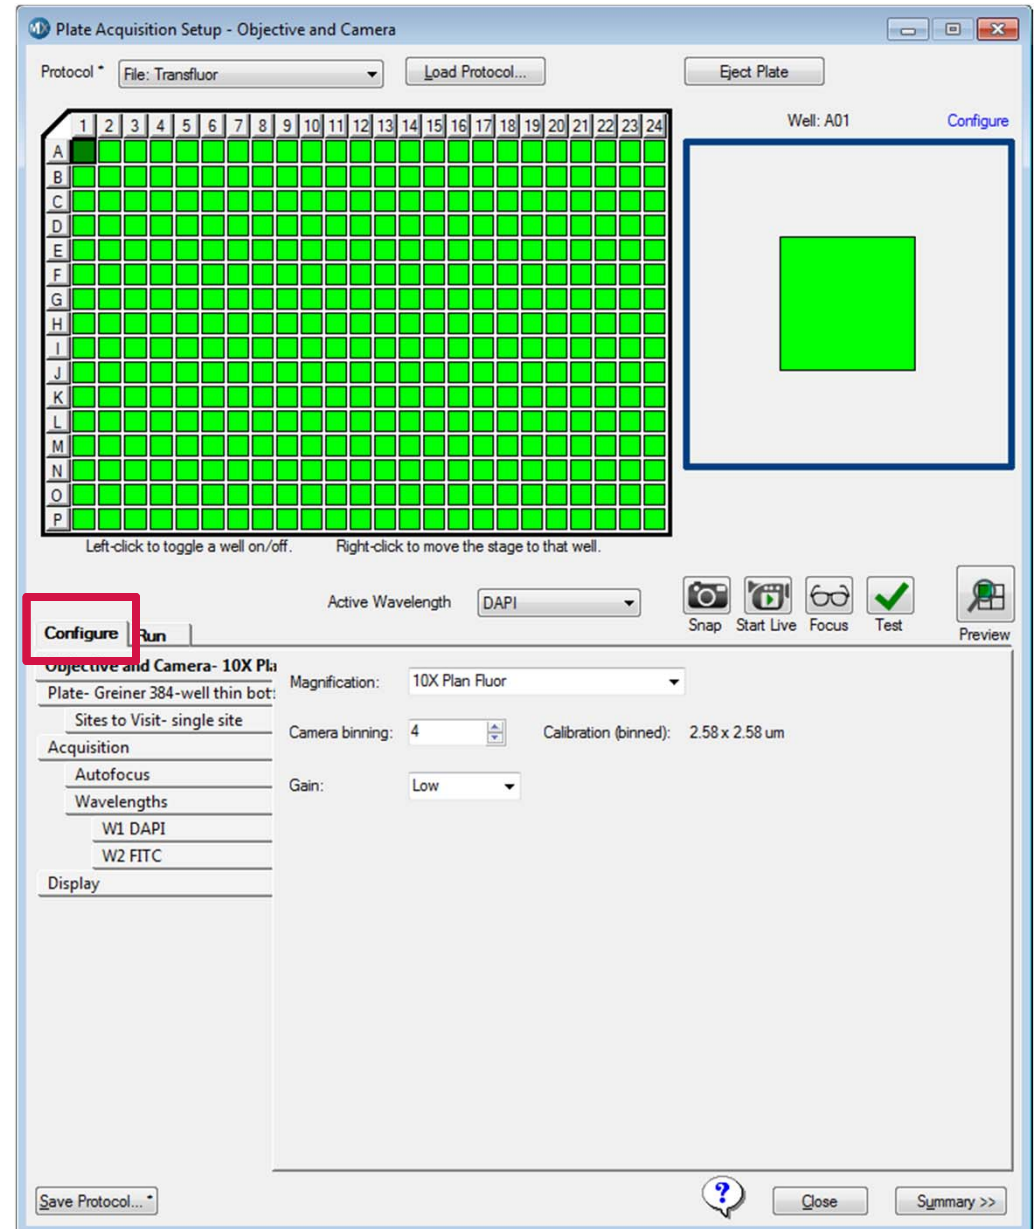 MX Plate Acquisition Setup - Objective and Camera
Protocol * File: Transfluor Load Protocol... Eject Plate
Well: A01 Configure
1 2 3 4 5 6 7 8 9 10 11 12 13 14 15 16 17 18 19 20 21 22 23 24
A
B
C
D
E
F
G
H
I
J
K
L
M
N
O
P
Left-click to toggle a well on/off. Right-click to move the stage to that well.
Active Wavelength DAPI
Snap Start Live Focus Test Preview
Configure Run
Objective and Camera- 10X Pla
Plate- Greiner 384-well thin bott
Sites to Visit- single site
Acquisition
Autofocus
Wavelengths
W1 DAPI
W2 FITC
Display
Magnification: 10X Plan Fluor
Camera binning: 4 Calibration (binned): 2.58 x 2.58 um
Gain: Low
Save Protocol... * ? Close Summary >>